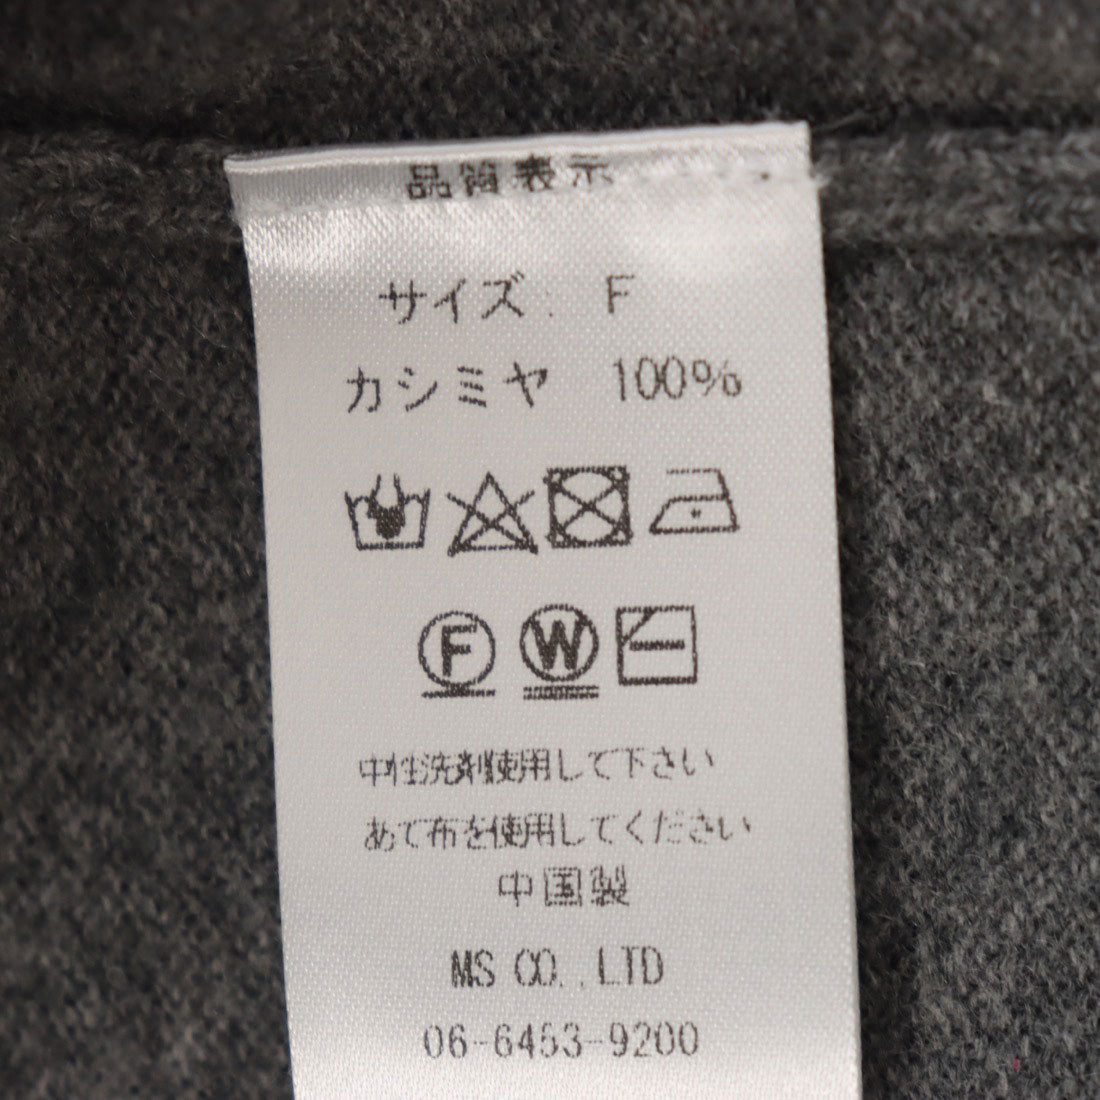 品質表示
サイズ: F
カシミヤ 100%
F W
中性洗剤使用して下さい
あて布を使用してください
中国製
MS CO.,LTD
06-6453-9200